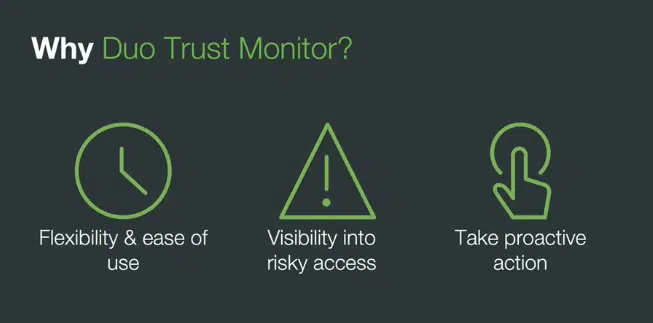 Why Duo Trust Monitor?
Flexibility & ease of
use
Visibility into
risky access
Take proactive
action